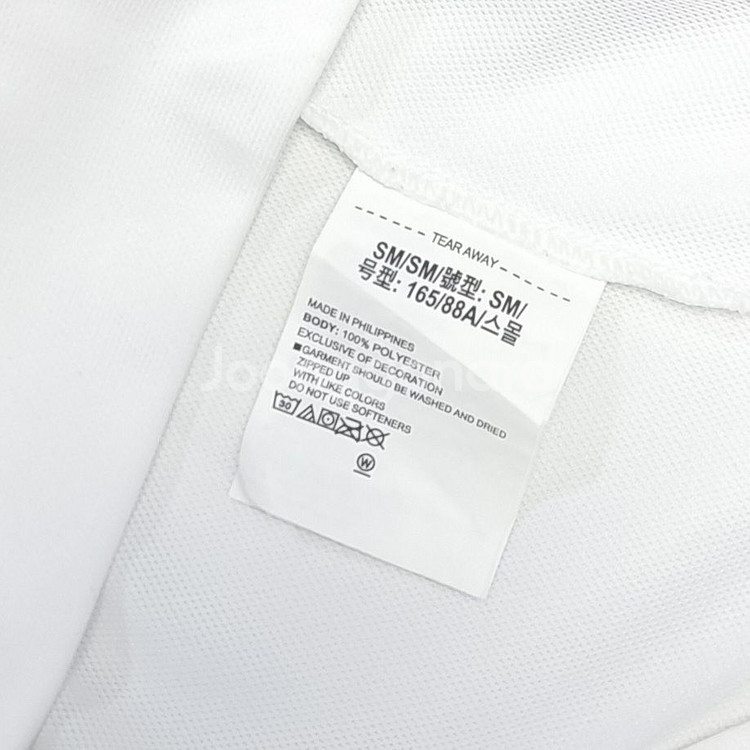 TEAR AWAY
SM/SM/號型: SM/
号型: 165/88A/스몰
MADE IN PHILIPPINES
BODY: 100% POLYESTER
EXCLUSIVE OF DECORATION
■GARMENT SHOULD BE WASHED AND DRIED
ZIPPED UP
WITH LIKE COLORS
DO NOT USE SOFTENERS
30
W